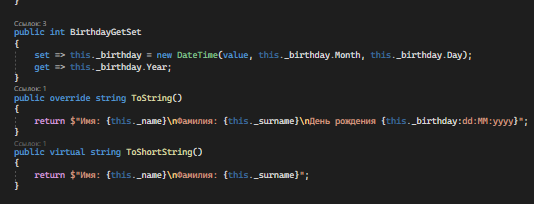 }
Ссылок: 3
public int BirthdayGetSet
{
set => this._birthday = new DateTime(value, this._birthday.Month, this._birthday.Day);
get => this._birthday.Year;
}
Ссылок: 1
public override string ToString()
{
return $"Имя: {this._name}\nФамилия: {this._surname}\nДень рождения {this._birthday:dd:MM:yyyy}";
}
Ссылок: 1
public virtual string ToShortString()
{
return $"Имя: {this._name}\nФамилия: {this._surname}";
}